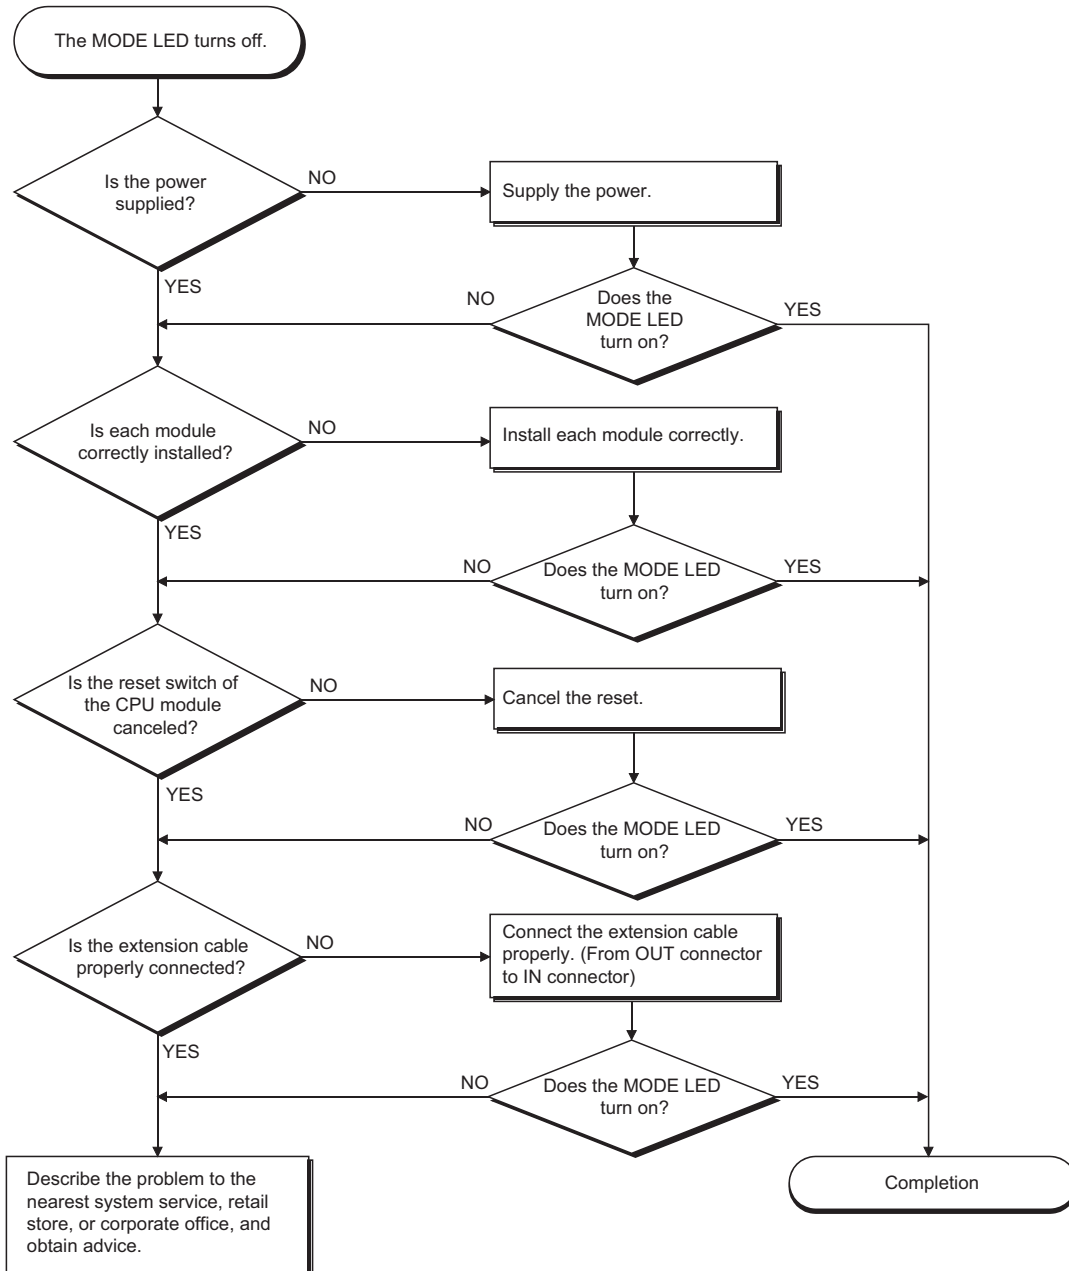 The MODE LED turns off.
Is the power
supplied?
NO
Supply the power.
YES
Does the
MODE LED
turn on?
NO
YES
Is each module
correctly installed?
NO
Install each module correctly.
YES
Does the MODE LED
turn on?
NO
YES
Is the reset switch of
the CPU module
canceled?
NO
Cancel the reset.
YES
Does the MODE LED
turn on?
NO
YES
Is the extension cable
properly connected?
NO
Connect the extension cable
properly. (From OUT connector
to IN connector)
YES
Does the MODE LED
turn on?
NO
YES
Describe the problem to the
nearest system service, retail
store, or corporate office, and
obtain advice.
Completion